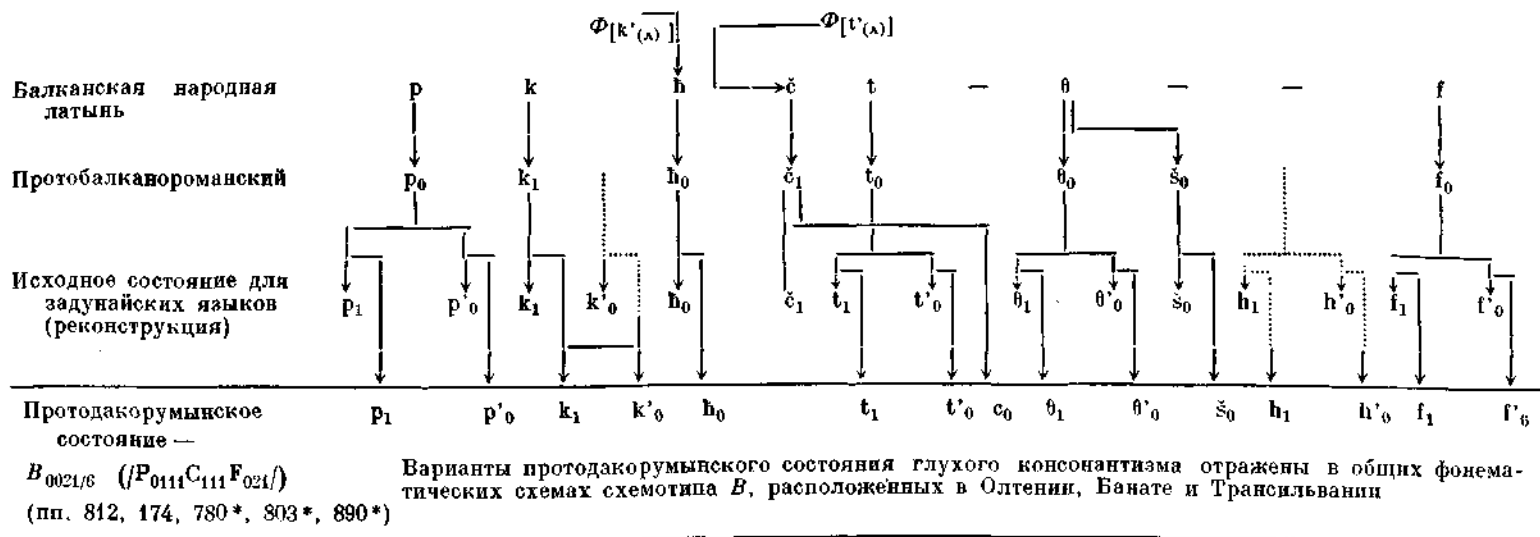 Φ[k'(ʌ)] Φ[t'(ʌ)]
Балканская народная латынь p k ħ č t — θ — — f
Протобалканороманский p₀ k₁ ħ₀ č₁ t₀ θ₀ š₀ f₀
Исходное состояние для задунайских языков (реконструкция) p₁ p'₀ k₁ k'₀ ħ₀ č₁ t₁ t'₀ θ₁ θ'₀ š₀ h₁ h'₀ f₁ f'₀
Протодакорумынское состояние — p₁ p'₀ k₁ k'₀ ħ₀ t₁ t'₀ c₀ θ₁ θ'₀ š₀ h₁ h'₀ f₁ f'₀
B₀₀₂₁/₆ (/P₀₁₁₁C₁₁₁F₀₂₁/)
(пп. 812, 174, 780*, 803*, 890*)
Варианты протодакорумынского состояния глухого консонантизма отражены в общих фонема-
тических схемах схемотипа B, расположенных в Олтении, Банате и Трансильвании